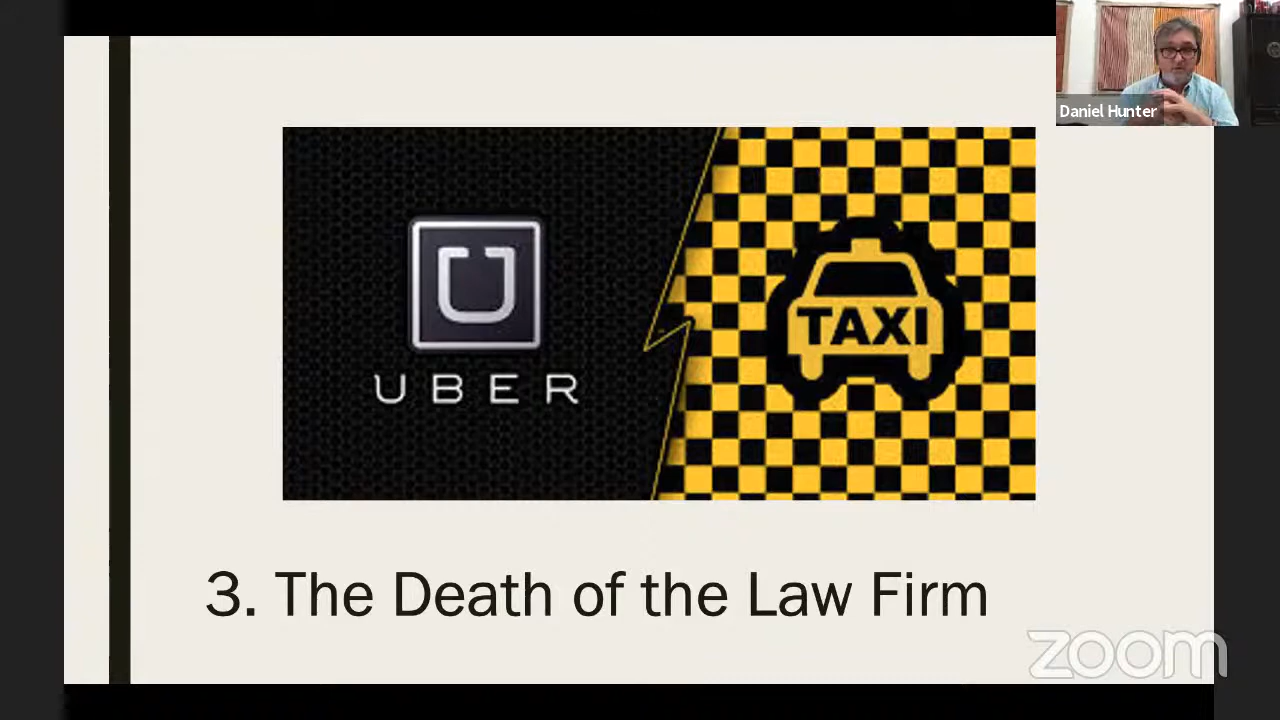 Daniel Hunter
U
UBER
TAXI
3. The Death of the Law Firm
zoom